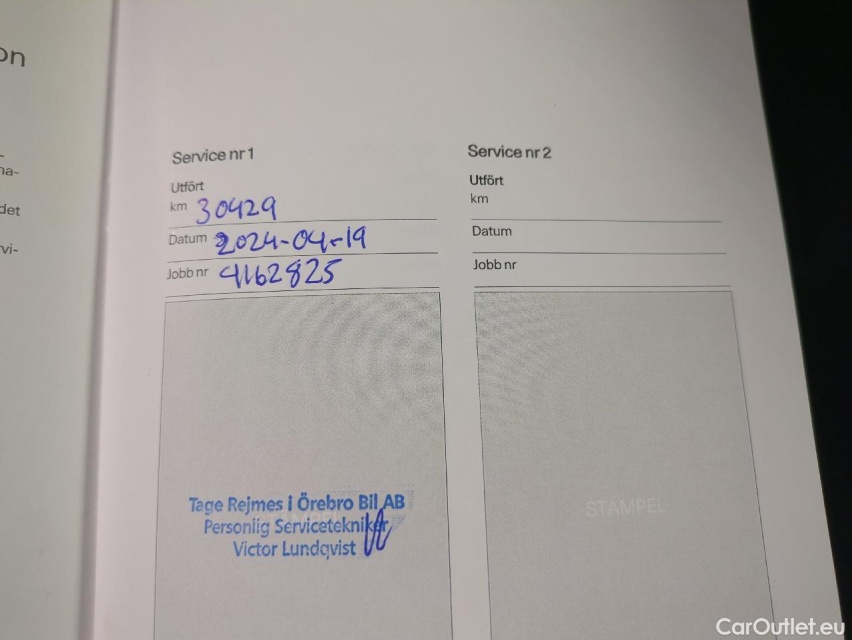 on
na-
det
vi-
Service nr 1
Utfört
km 30429
Datum 2024-04-19
Jobb nr 4162825
Tage Rejmes i Örebro Bil AB
Personlig Servicetekniker
Victor Lundqvist
Service nr 2
Utfört
km
Datum
Jobb nr
STÄMPEL
CarOutlet.eu